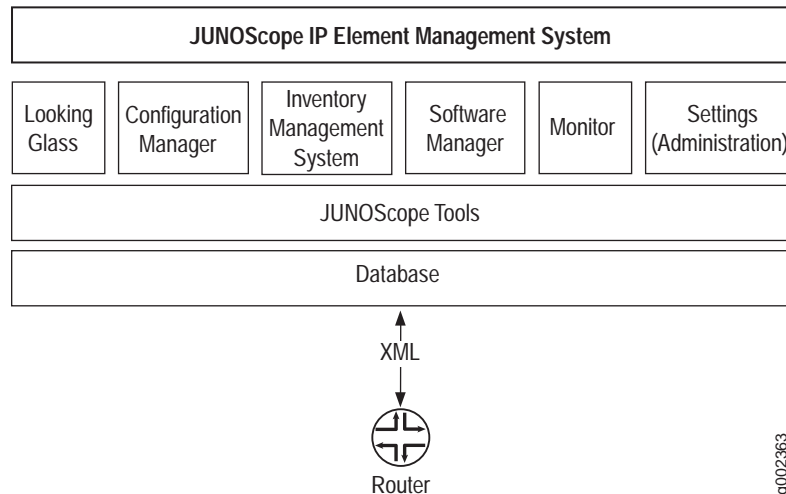 JUNOScope IP Element Management System
Looking
Glass
Configuration
Manager
Inventory
Management
System
Software
Manager
Monitor
Settings
(Administration)
JUNOScope Tools
Database
XML
Router
g002363